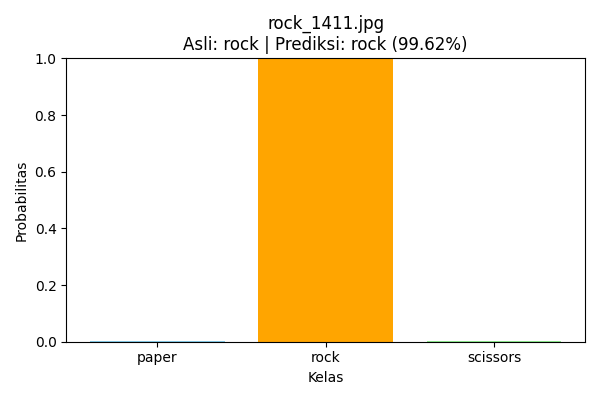 rock_1411.jpg
Asli: rock | Prediksi: rock (99.62%)
1.0
0.8
0.6
0.4
0.2
0.0
Probabilitas
paper rock scissors
Kelas